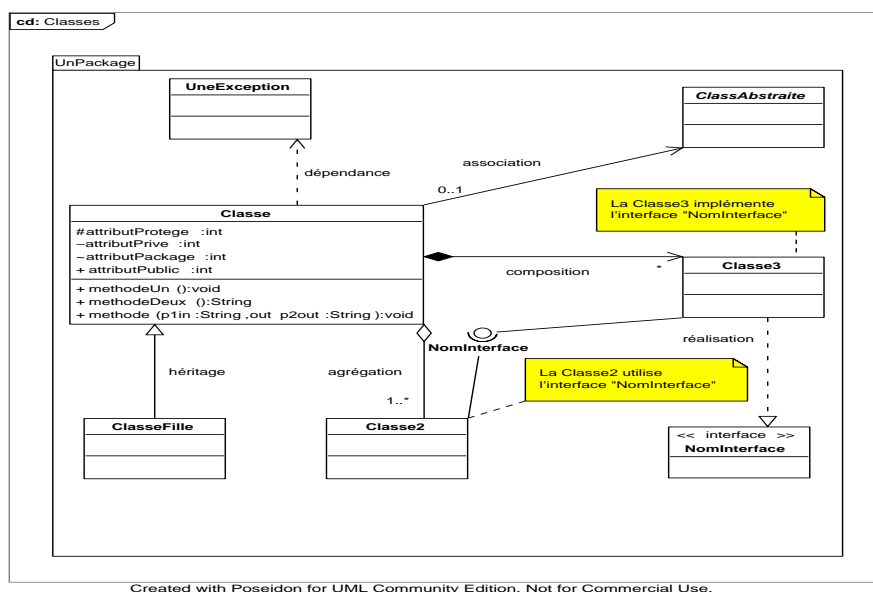 cd: Classes
UnPackage
UneException
ClassAbstraite
dépendance
association
0..1
Classe
#attributProtege :int
−attributPrive :int
~attributPackage :int
+ attributPublic :int
+ methodeUn ():void
+ methodeDeux ():String
+ methode (p1in :String ,out p2out :String ):void
La Classe3 implémente
l'interface "NomInterface"
composition
*
Classe3
NomInterface
réalisation
héritage
agrégation
1..*
La Classe2 utilise
l'interface "NomInterface"
ClasseFille
Classe2
<< interface >>
NomInterface
Created with Poseidon for UML Community Edition. Not for Commercial Use.